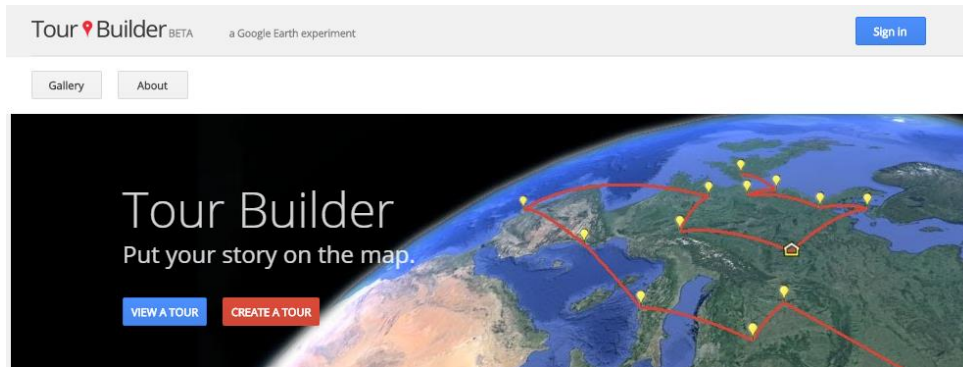 Tour Builder BETA a Google Earth experiment Sign in
Gallery About
Tour Builder
Put your story on the map.
VIEW A TOUR CREATE A TOUR